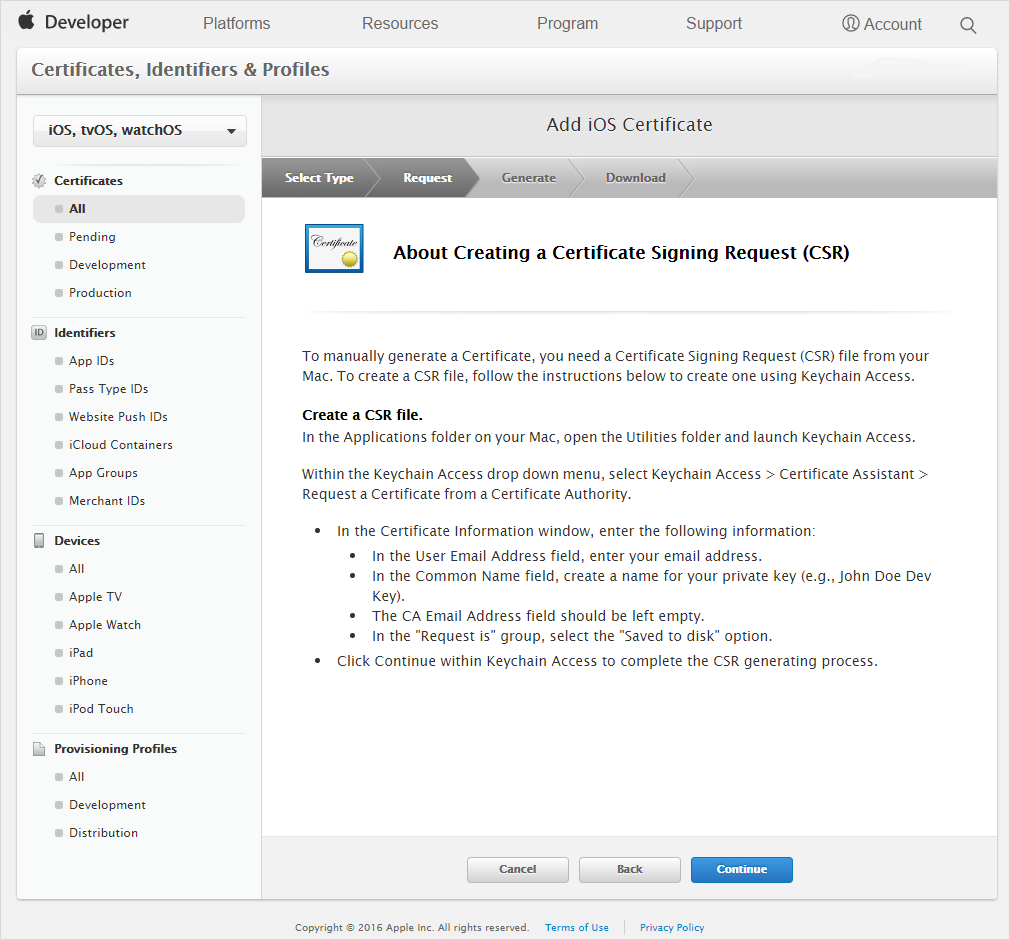 Developer
Platforms
Resources
Program
Support
Account
Certificates, Identifiers & Profiles
iOS, tvOS, watchOS
Certificates
All
Pending
Development
Production
ID
Identifiers
App IDs
Pass Type IDs
Website Push IDs
iCloud Containers
App Groups
Merchant IDs
Devices
All
Apple TV
Apple Watch
iPad
iPhone
iPod Touch
Provisioning Profiles
All
Development
Distribution
Add iOS Certificate
Select Type
Request
Generate
Download
Certificate
About Creating a Certificate Signing Request (CSR)
To manually generate a Certificate, you need a Certificate Signing Request (CSR) file from your
Mac. To create a CSR file, follow the instructions below to create one using Keychain Access.
Create a CSR file.
In the Applications folder on your Mac, open the Utilities folder and launch Keychain Access.
Within the Keychain Access drop down menu, select Keychain Access > Certificate Assistant >
Request a Certificate from a Certificate Authority.
• In the Certificate Information window, enter the following information:
• In the User Email Address field, enter your email address.
• In the Common Name field, create a name for your private key (e.g., John Doe Dev
Key).
• The CA Email Address field should be left empty.
• In the "Request is" group, select the "Saved to disk" option.
• Click Continue within Keychain Access to complete the CSR generating process.
Cancel
Back
Continue
Copyright © 2016 Apple Inc. All rights reserved.
Terms of Use
Privacy Policy